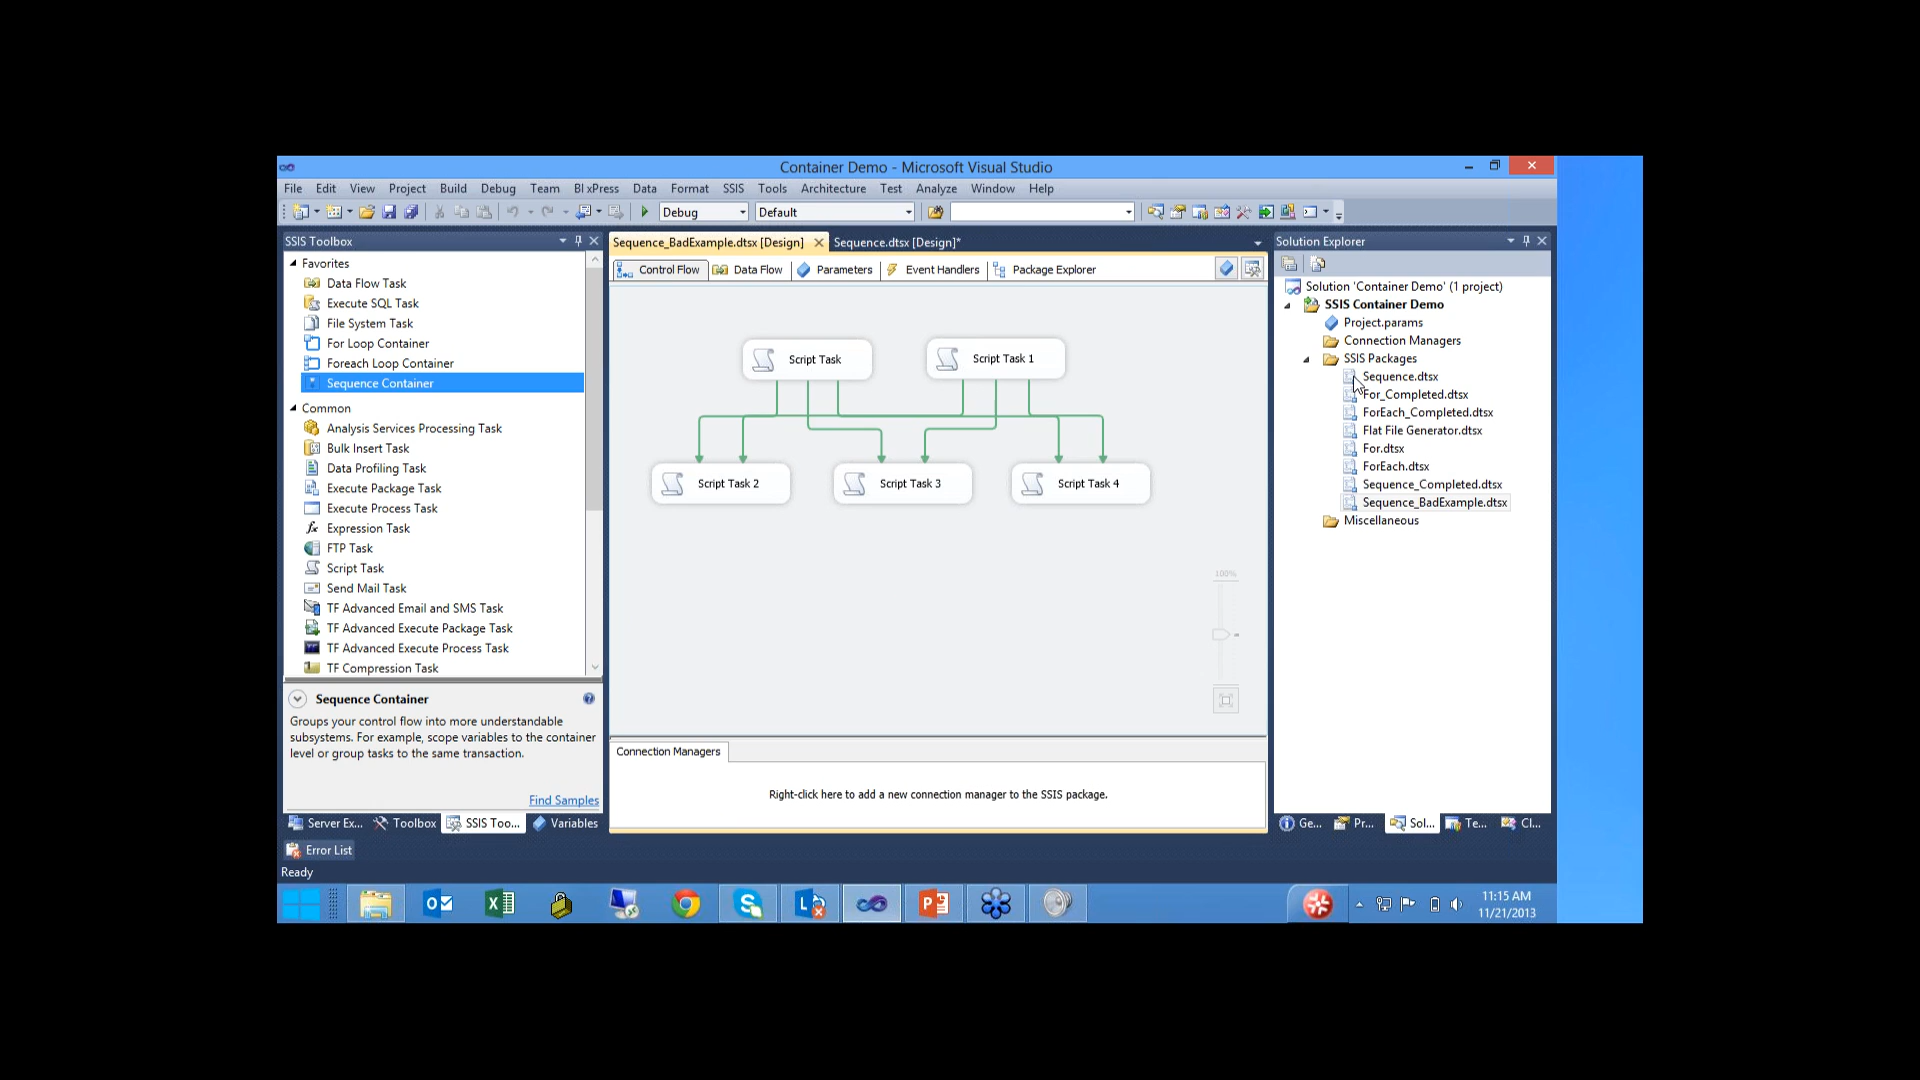 Container Demo - Microsoft Visual Studio
File Edit View Project Build Debug Team BI xPress Data Format SSIS Tools Architecture Test Analyze Window Help
Debug Default
SSIS Toolbox
Favorites
Data Flow Task
Execute SQL Task
File System Task
For Loop Container
Foreach Loop Container
Sequence Container
Common
Analysis Services Processing Task
Bulk Insert Task
Data Profiling Task
Execute Package Task
Execute Process Task
Expression Task
FTP Task
Script Task
Send Mail Task
TF Advanced Email and SMS Task
TF Advanced Execute Package Task
TF Advanced Execute Process Task
TF Compression Task
Sequence Container
Groups your control flow into more understandable
subsystems. For example, scope variables to the container
level or group tasks to the same transaction.
Find Samples
Server Ex... Toolbox SSIS Too... Variables
Sequence_BadExample.dtsx [Design] Sequence.dtsx [Design]*
Control Flow Data Flow Parameters Event Handlers Package Explorer
Script Task Script Task 1
Script Task 2 Script Task 3 Script Task 4
100%
Connection Managers
Right-click here to add a new connection manager to the SSIS package.
Solution Explorer
Solution 'Container Demo' (1 project)
SSIS Container Demo
Project.params
Connection Managers
SSIS Packages
Sequence.dtsx
For_Completed.dtsx
ForEach_Completed.dtsx
Flat File Generator.dtsx
For.dtsx
ForEach.dtsx
Sequence_Completed.dtsx
Sequence_BadExample.dtsx
Miscellaneous
Ge... Pr... Sol... Te... Cl...
Error List
Ready
11:15 AM
11/21/2013